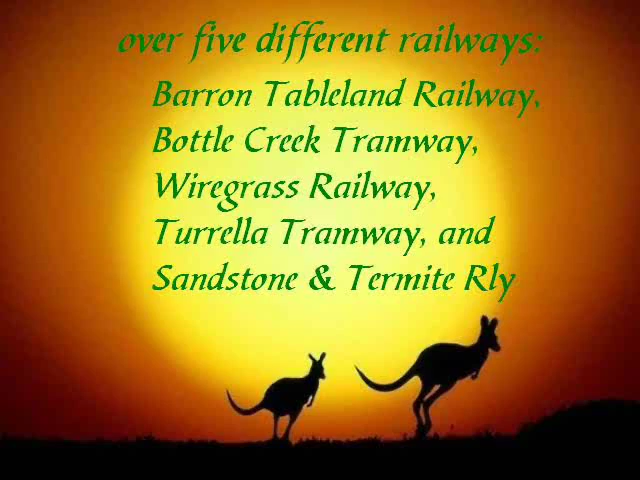 over five different railways:
Barron Tableland Railway,
Bottle Creek Tramway,
Wiregrass Railway,
Turrella Tramway, and
Sandstone & Termite Rly